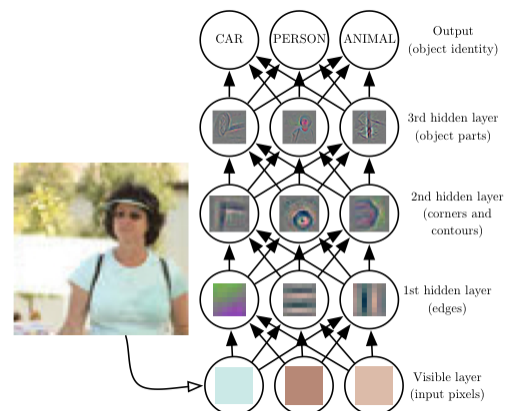 CAR
PERSON
ANIMAL
Output
(object identity)
3rd hidden layer
(object parts)
2nd hidden layer
(corners and
contours)
1st hidden layer
(edges)
Visible layer
(input pixels)